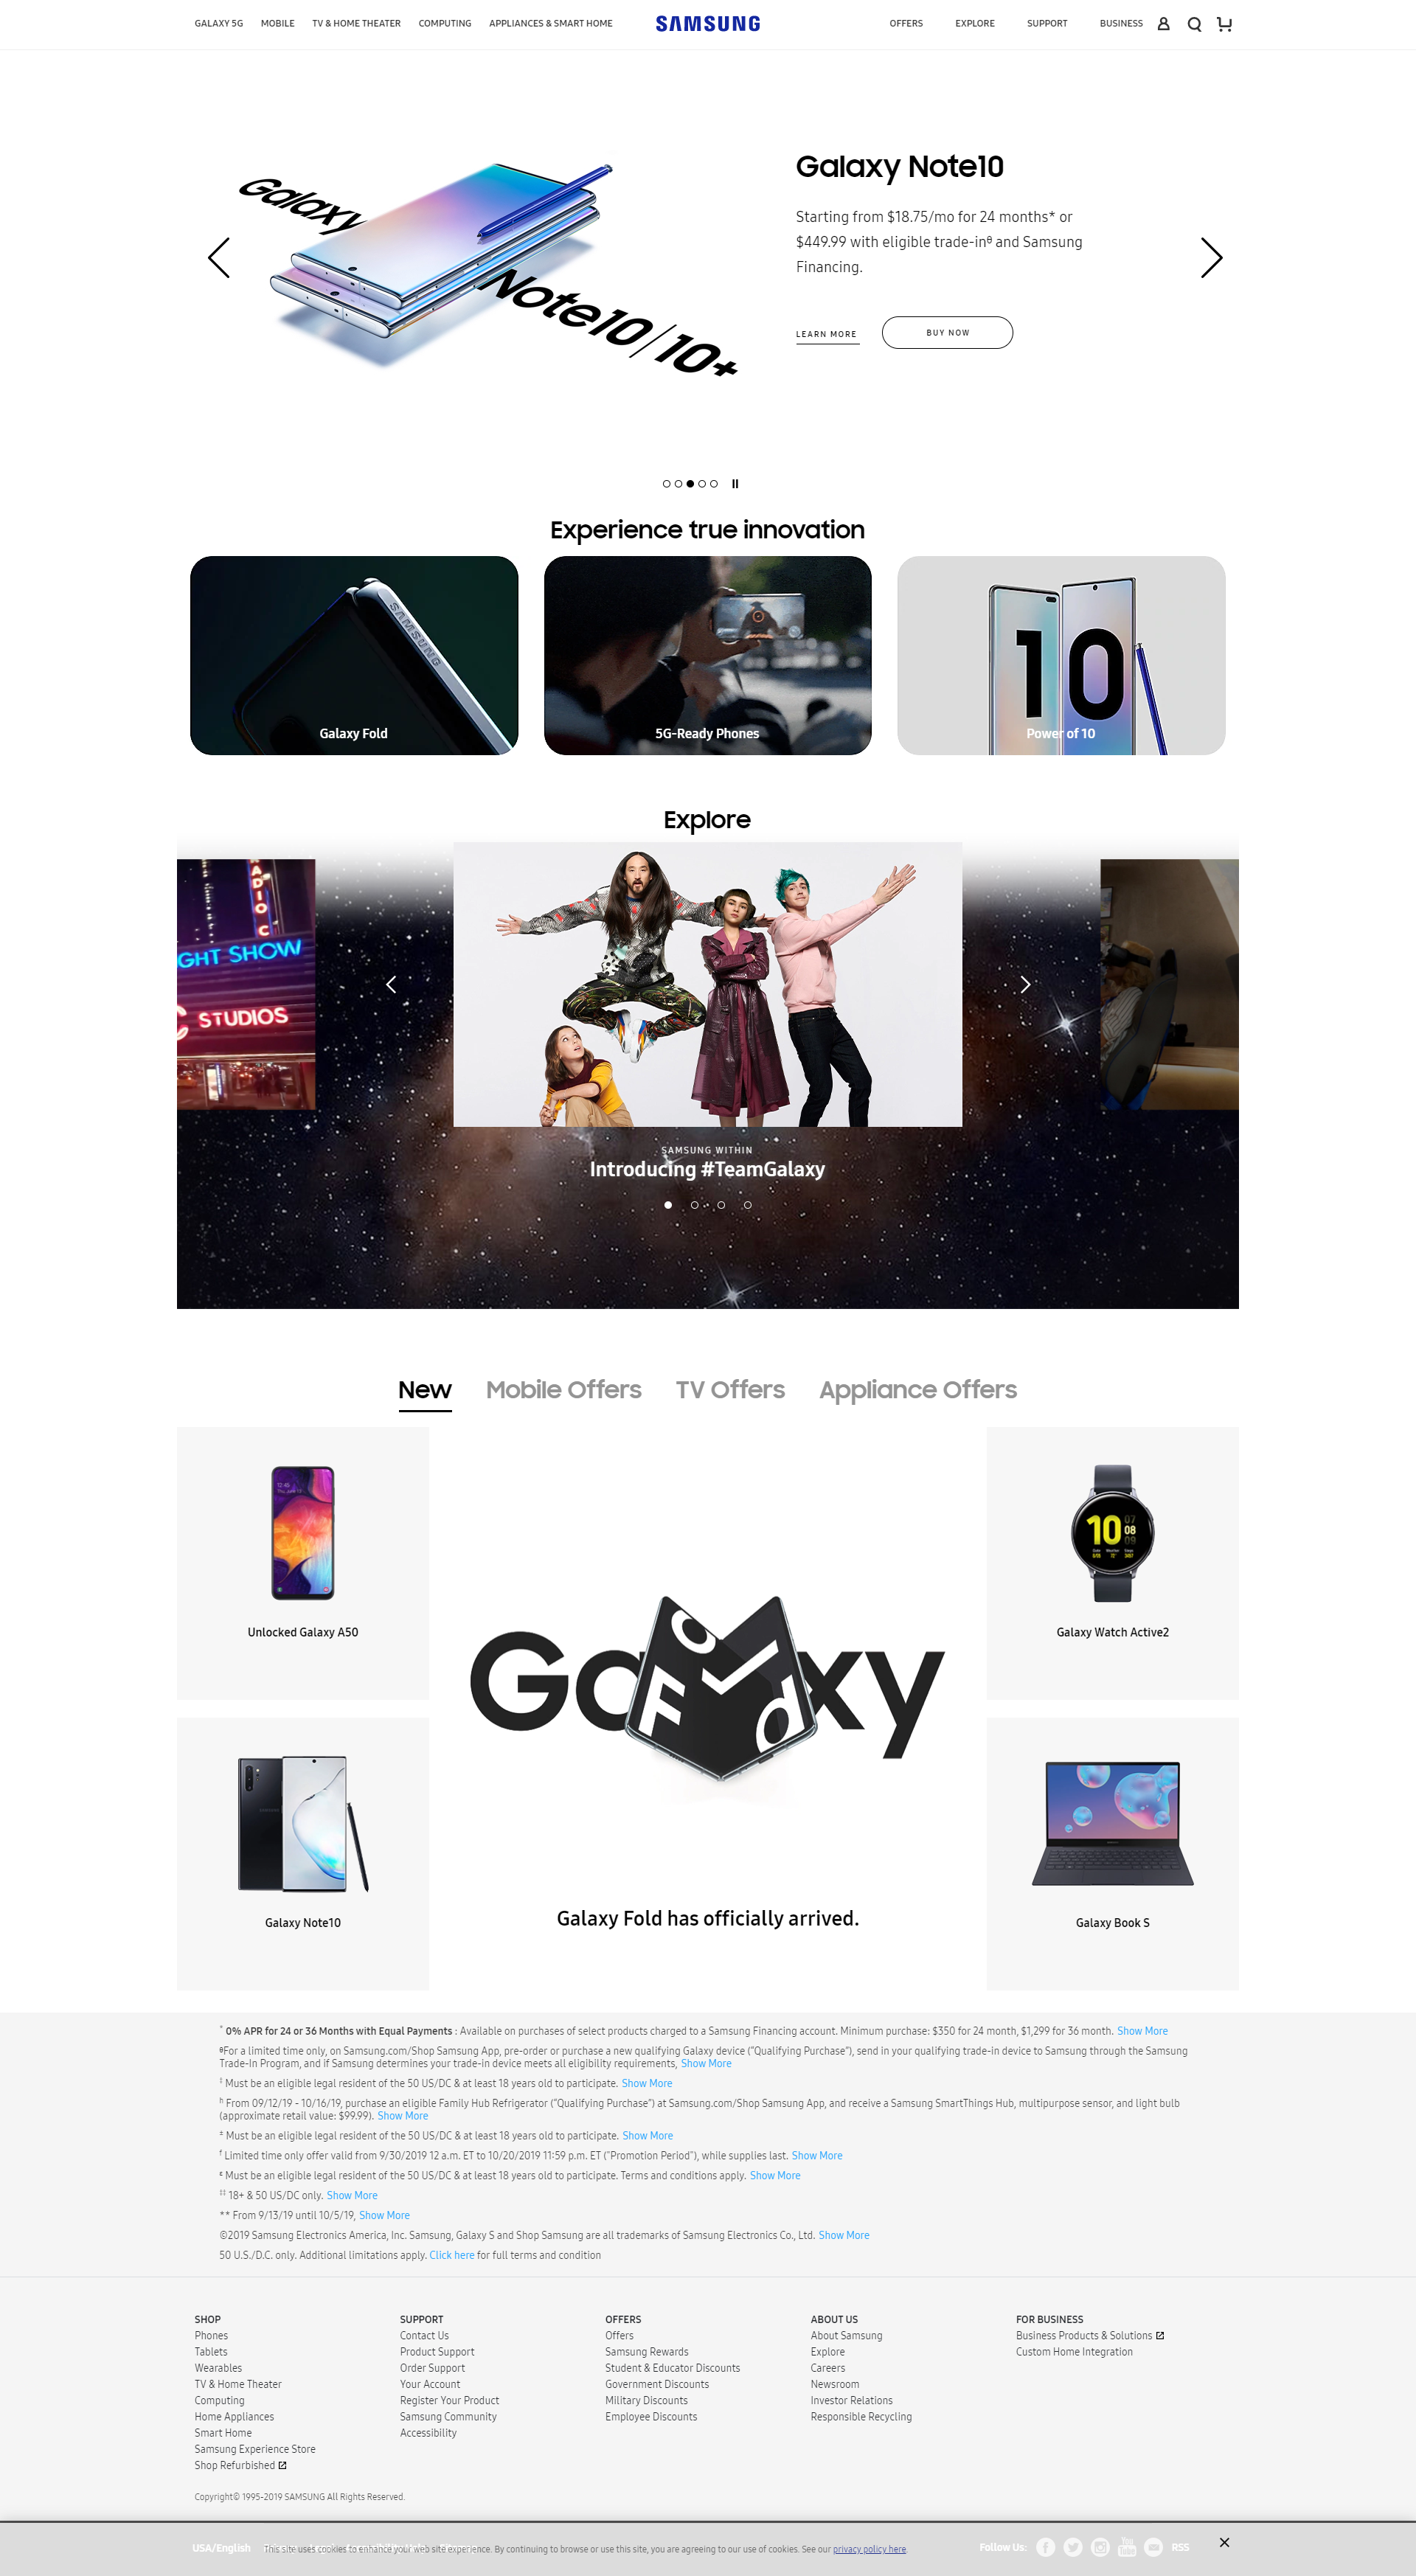 GALAXY 5G MOBILE TV & HOME THEATER COMPUTING APPLIANCES & SMART HOME SAMSUNG OFFERS EXPLORE SUPPORT BUSINESS
Galaxy
Note10/10+
Galaxy Note10
Starting from $18.75/mo for 24 months* or
$449.99 with eligible trade-inᶿ and Samsung
Financing.
LEARN MORE BUY NOW
Experience true innovation
SAMSUNG
10
Galaxy Fold 5G-Ready Phones Power of 10
Explore
ADIO C
GHT SHOW
C STUDIOS
SAMSUNG WITHIN
Introducing #TeamGalaxy
New Mobile Offers TV Offers Appliance Offers
12:45
10 07
08
09
Unlocked Galaxy A50
Galaxy Watch Active2
Galaxy
Fold
Galaxy Note10
Galaxy Book S
Galaxy Fold has officially arrived.
* 0% APR for 24 or 36 Months with Equal Payments : Available on purchases of select products charged to a Samsung Financing account. Minimum purchase: $350 for 24 month, $1,299 for 36 month. Show More
ᶿFor a limited time only, on Samsung.com/Shop Samsung App, pre-order or purchase a new qualifying Galaxy device (“Qualifying Purchase”), send in your qualifying trade-in device to Samsung through the Samsung
Trade-In Program, and if Samsung determines your trade-in device meets all eligibility requirements, Show More
‡ Must be an eligible legal resident of the 50 US/DC & at least 18 years old to participate. Show More
h From 09/12/19 - 10/16/19, purchase an eligible Family Hub Refrigerator (“Qualifying Purchase”) at Samsung.com/Shop Samsung App, and receive a Samsung SmartThings Hub, multipurpose sensor, and light bulb
(approximate retail value: $99.99). Show More
± Must be an eligible legal resident of the 50 US/DC & at least 18 years old to participate. Show More
f Limited time only offer valid from 9/30/2019 12 a.m. ET to 10/20/2019 11:59 p.m. ET ("Promotion Period"), while supplies last. Show More
ε Must be an eligible legal resident of the 50 US/DC & at least 18 years old to participate. Terms and conditions apply. Show More
‡‡ 18+ & 50 US/DC only. Show More
** From 9/13/19 until 10/5/19, Show More
©2019 Samsung Electronics America, Inc. Samsung, Galaxy S and Shop Samsung are all trademarks of Samsung Electronics Co., Ltd. Show More
50 U.S./D.C. only. Additional limitations apply. Click here for full terms and condition
SHOP SUPPORT OFFERS ABOUT US FOR BUSINESS
Phones Contact Us Offers About Samsung Business Products & Solutions
Tablets Product Support Samsung Rewards Explore Custom Home Integration
Wearables Order Support Student & Educator Discounts Careers
TV & Home Theater Your Account Government Discounts Newsroom
Computing Register Your Product Military Discounts Investor Relations
Home Appliances Samsung Community Employee Discounts Responsible Recycling
Smart Home Accessibility
Samsung Experience Store
Shop Refurbished
Copyright© 1995-2019 SAMSUNG All Rights Reserved.
USA/English
This site uses cookies to enhance your web site experience. By continuing to browse or use this site, you are agreeing to our use of cookies. See our privacy policy here.
Follow Us: You Tube RSS